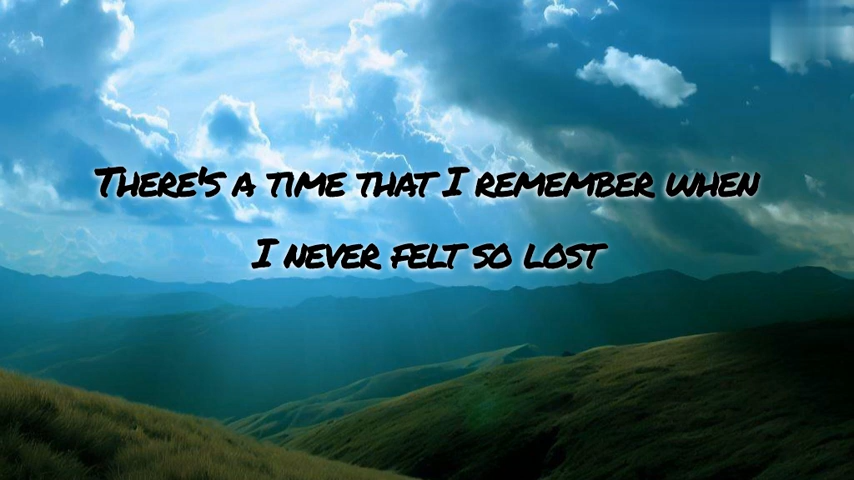 There's a time that I remember when
I never felt so lost